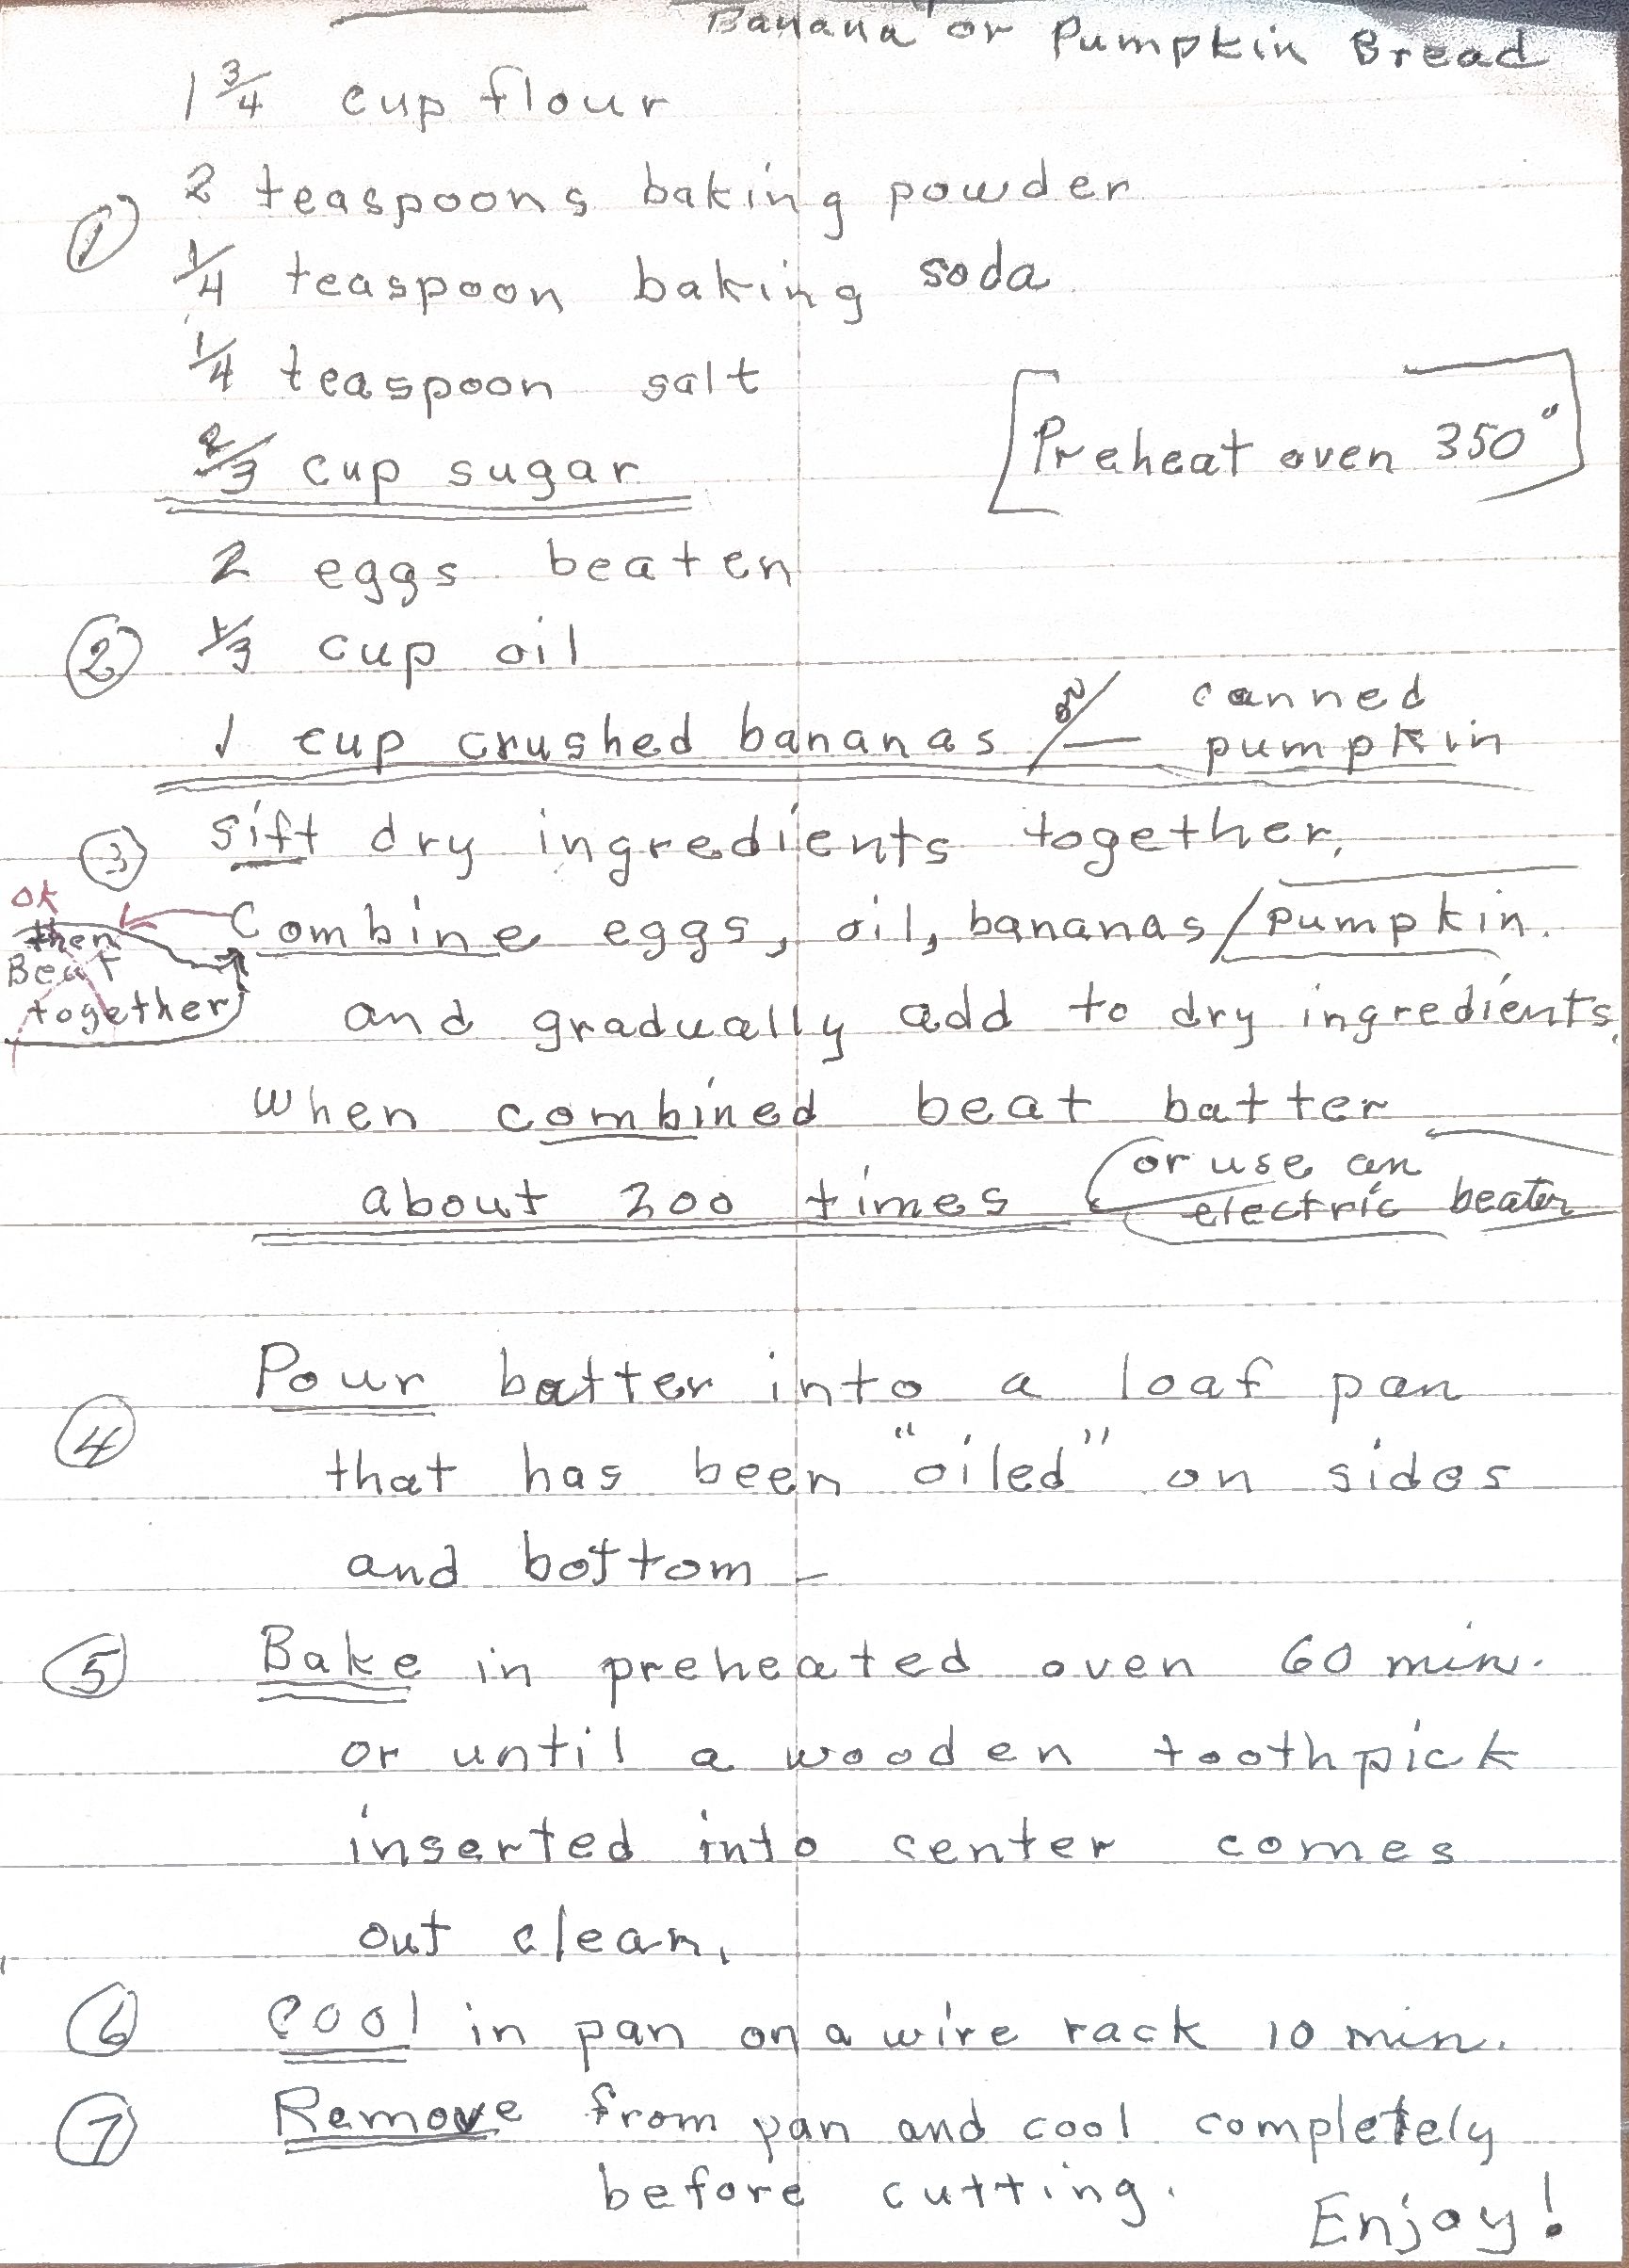 Banana or Pumpkin Bread
1 3/4 cup flour
2 teaspoons baking powder
①
1/4 teaspoon baking soda
1/4 teaspoon salt
2/3 cup sugar
[Preheat oven 350°]
2 eggs beaten
② 1/3 cup oil
1 cup crushed bananas / or canned
pumpkin
③ Sift dry ingredients together,
Combine eggs, oil, bananas/pumpkin.
OK
then
Beat
together
and gradually add to dry ingredients.
When combined beat batter
about 200 times (or use an
electric beater
Pour batter into a loaf pan
④
that has been "oiled" on sides
and bottom –
⑤ Bake in preheated oven 60 min.
or until a wooden toothpick
inserted into center comes
out clean.
⑥ Cool in pan on a wire rack 10 min.
⑦ Remove from pan and cool completely
before cutting.
Enjoy!